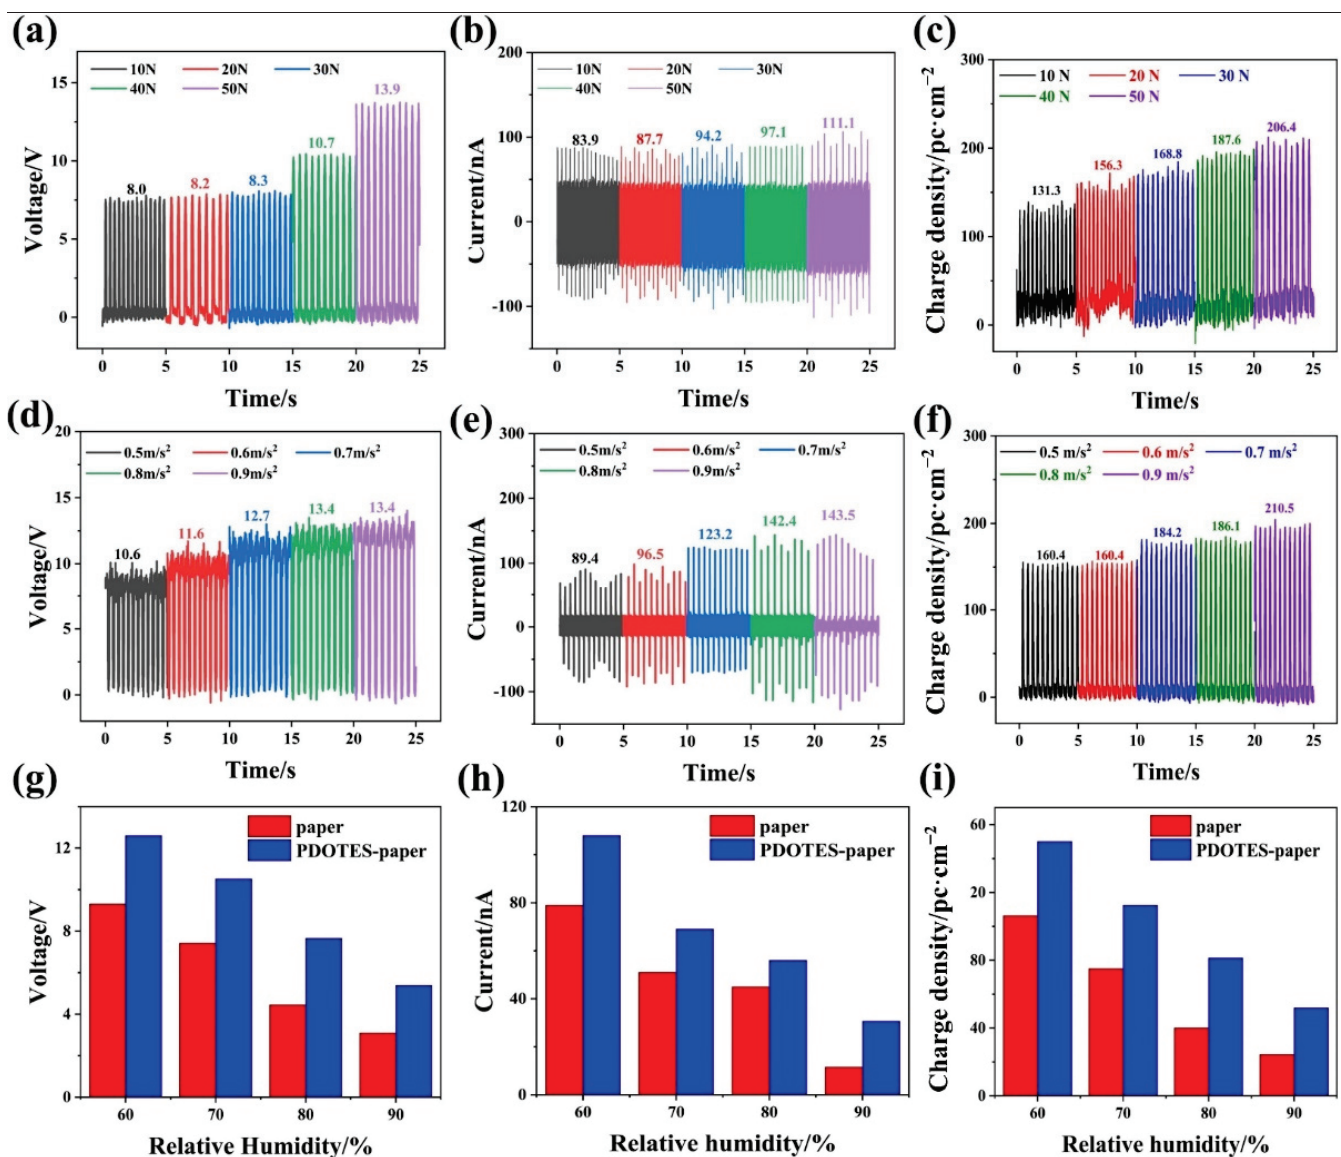 (a)
10N 20N 30N
40N 50N
15
10
5
0
8.0
8.2
8.3
10.7
13.9
Voltage/V
0 5 10 15 20 25
Time/s
(b)
100
200
100
0
-100
10N 20N 30N
40N 50N
83.9
87.7
94.2
97.1
111.1
Current/nA
0 5 10 15 20 25
Time/s
(c)
300
200
100
0
10 N 20 N 30 N
40 N 50 N
131.3
156.3
168.8
187.6
206.4
Charge density/pc·cm⁻²
0 5 10 15 20 25
Time/s
(d)
20
15
10
5
0
0.5m/s² 0.6m/s² 0.7m/s²
0.8m/s² 0.9m/s²
10.6
11.6
12.7
13.4
13.4
Voltage/V
0 5 10 15 20 25
Time/s
(e)
300
200
100
0
-100
0.5m/s² 0.6m/s² 0.7m/s²
0.8m/s² 0.9m/s²
89.4
96.5
123.2
142.4
143.5
Current/nA
0 5 10 15 20 25
Time/s
(f)
300
200
100
0
0.5 m/s² 0.6 m/s² 0.7 m/s²
0.8 m/s² 0.9 m/s²
160.4
160.4
184.2
186.1
210.5
Charge density/pc·cm⁻²
0 5 10 15 20 25
Time/s
(g)
12
8
4
0
paper
PDOTES-paper
Voltage/V
60 70 80 90
Relative Humidity/%
(h)
120
80
40
0
paper
PDOTES-paper
Current/nA
60 70 80 90
Relative humidity/%
(i)
60
20
80
40
0
paper
PDOTES-paper
Charge density/pc·cm⁻²
60 70 80 90
Relative humidity/%